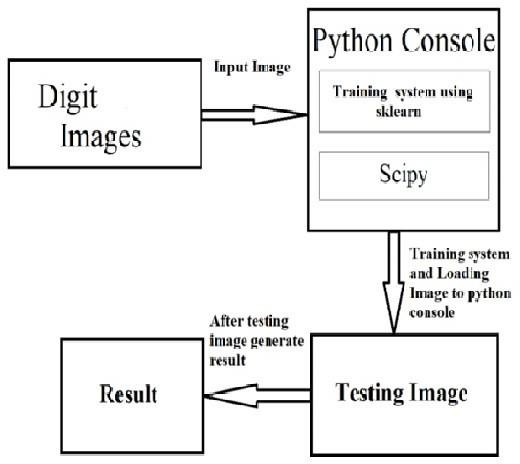 Digit
Images
Input Image
Python Console
Training system using
sklearn
Scipy
Training system
and Loading
Image to python
console
Testing Image
After testing
image generate
result
Result